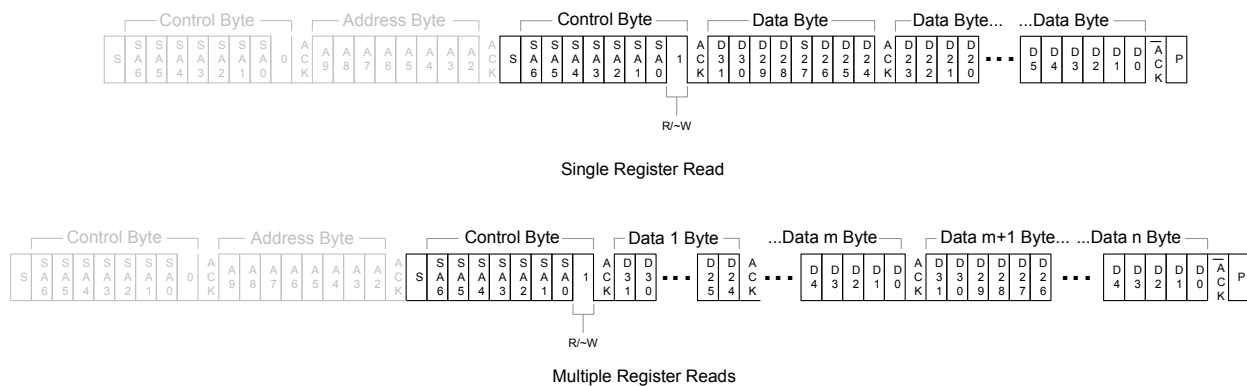 Control Byte Address Byte Control Byte Data Byte Data Byte... ...Data Byte
S SA6 SA5 SA4 SA3 SA2 SA1 SA0 0 ACK A9 A8 A7 A6 A5 A4 A3 A2 ACK S SA6 SA5 SA4 SA3 SA2 SA1 SA0 1 ACK D31 D30 D29 D28 S27 D26 D25 D24 ACK D23 D22 D21 D20 ... D5 D4 D3 D2 D1 D0 A̅CK P
R/~W
Single Register Read
Control Byte Address Byte Control Byte Data 1 Byte ...Data m Byte Data m+1 Byte... ...Data n Byte
S SA6 SA5 SA4 SA3 SA2 SA1 SA0 0 ACK A9 A8 A7 A6 A5 A4 A3 A2 ACK S SA6 SA5 SA4 SA3 SA2 SA1 SA0 1 ACK D31 D30 ... D25 D24 ACK ... D4 D3 D2 D1 D0 ACK D31 D30 D29 D28 D27 D26 ... D4 D3 D2 D1 D0 A̅CK P
R/~W
Multiple Register Reads